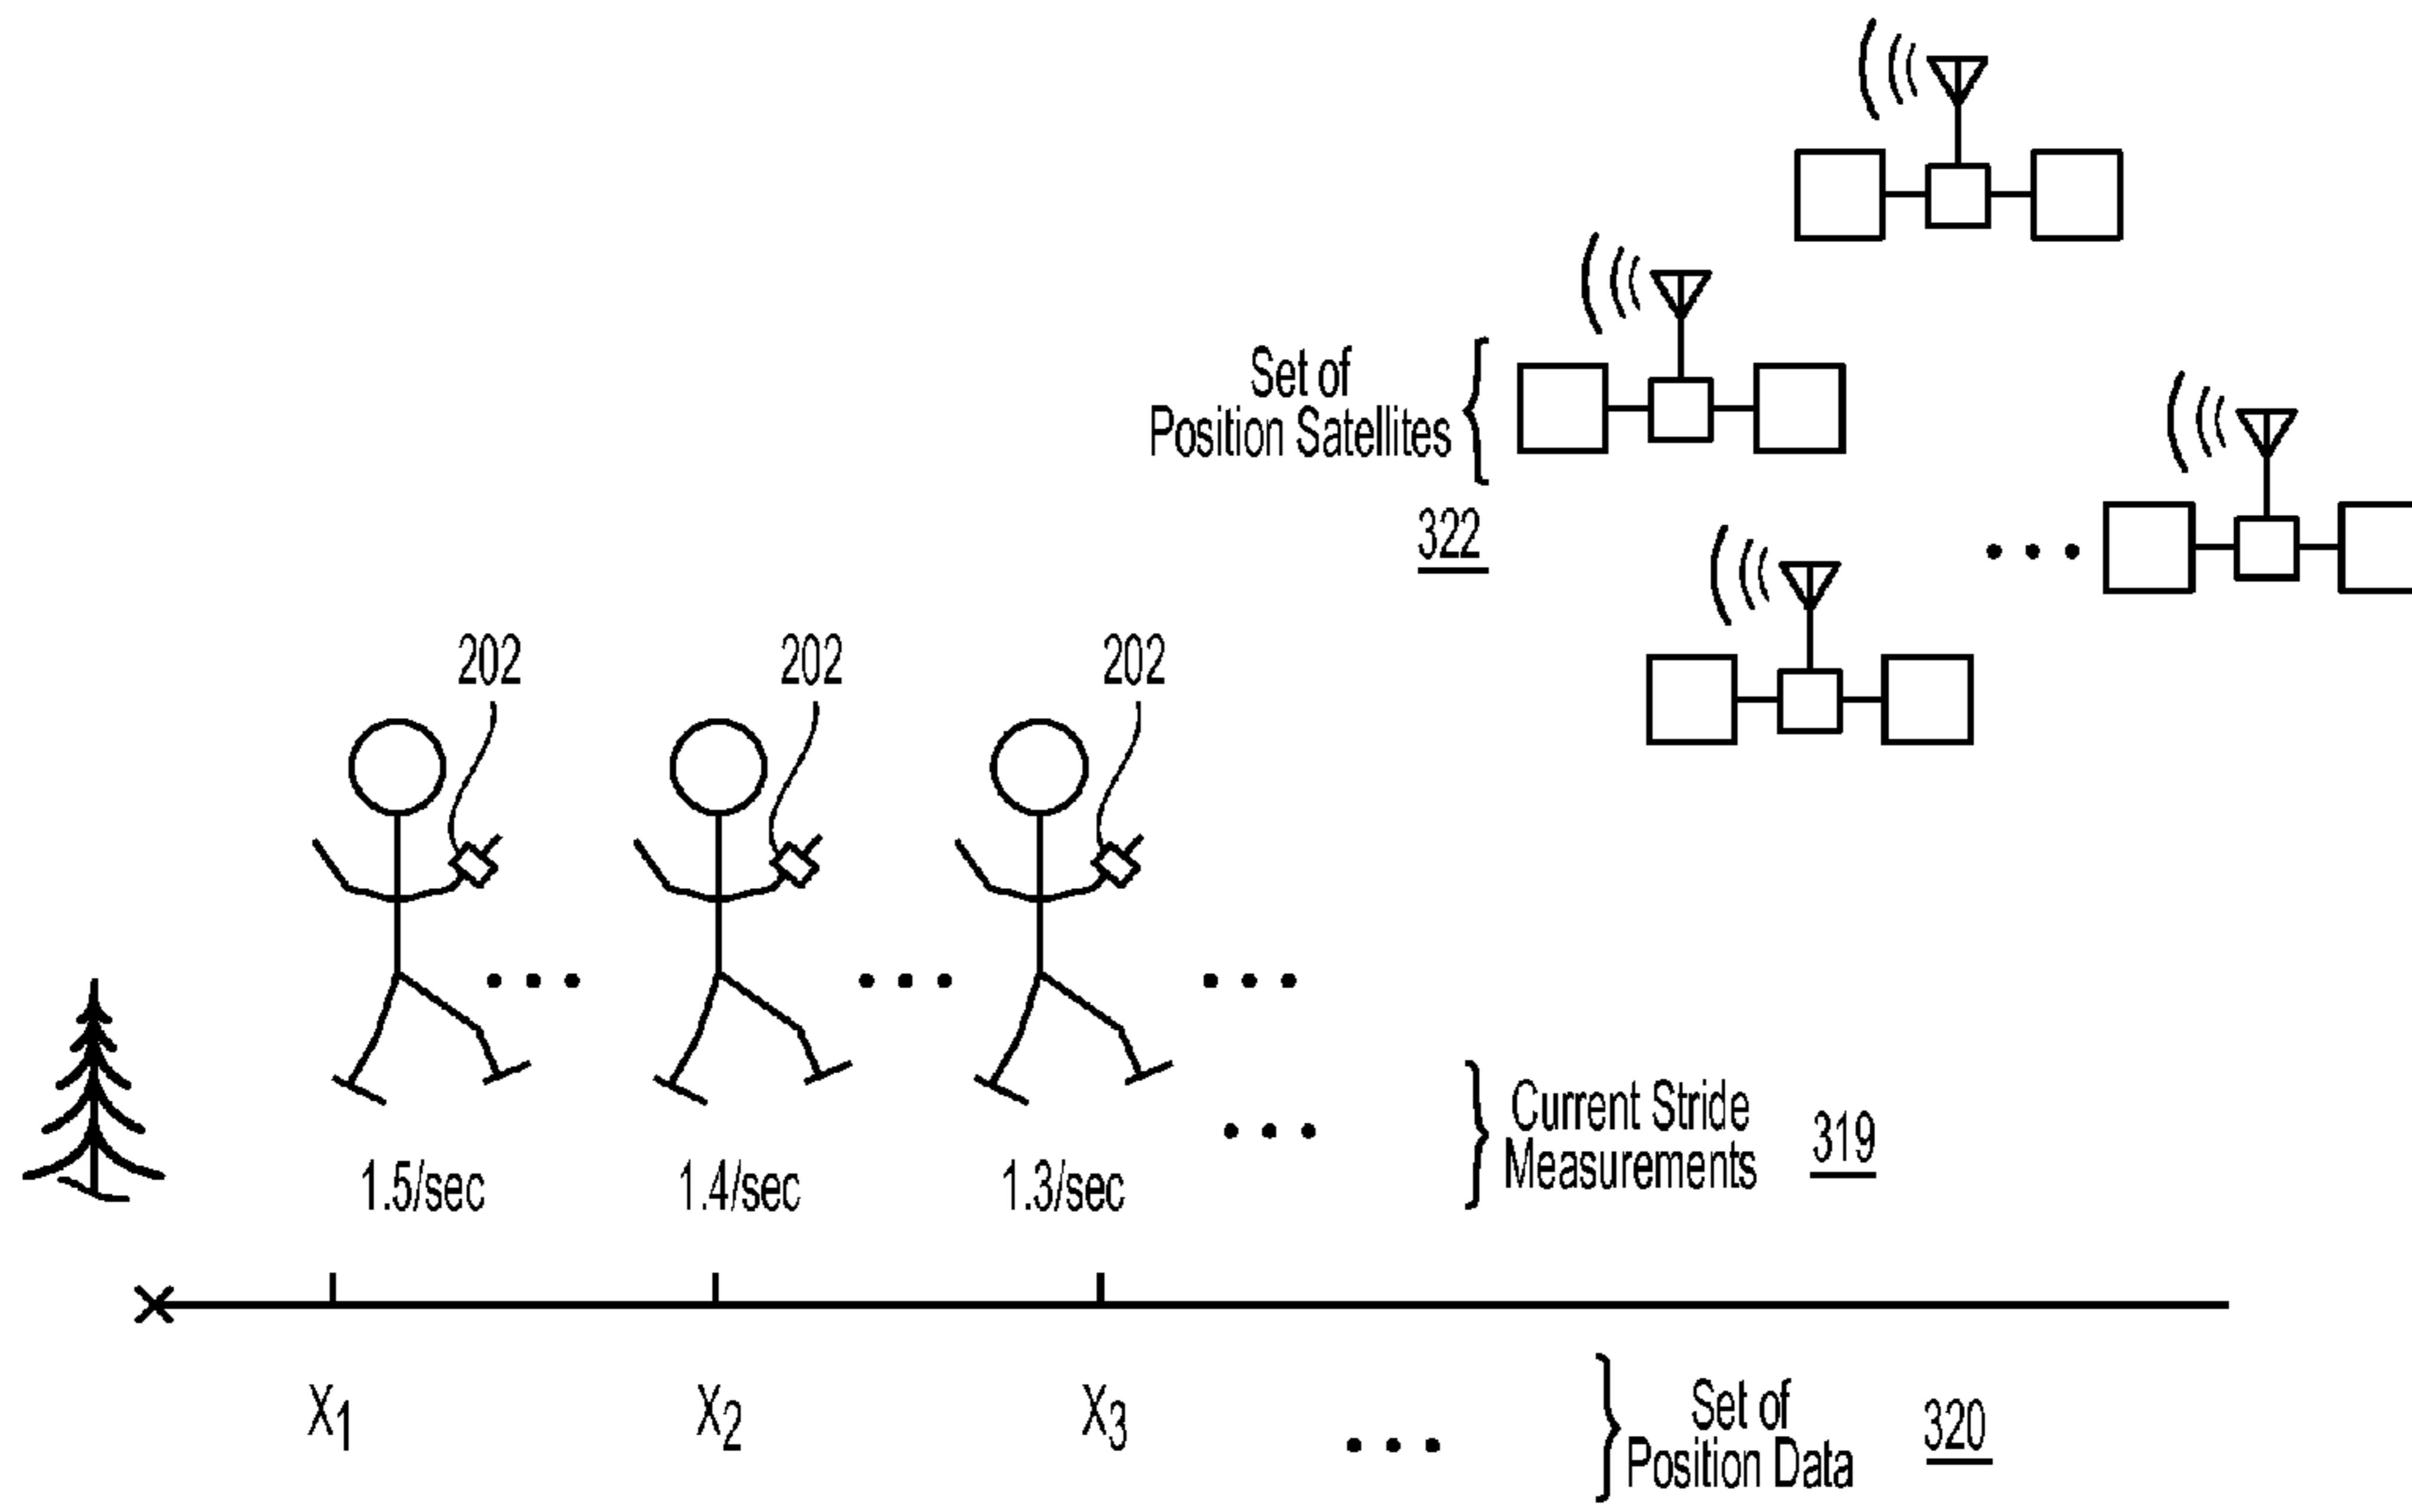 Set of
Position Satellites
322
202 202 202
Current Stride
Measurements 319
1.5/sec 1.4/sec 1.3/sec
X1 X2 X3
Set of
Position Data 320